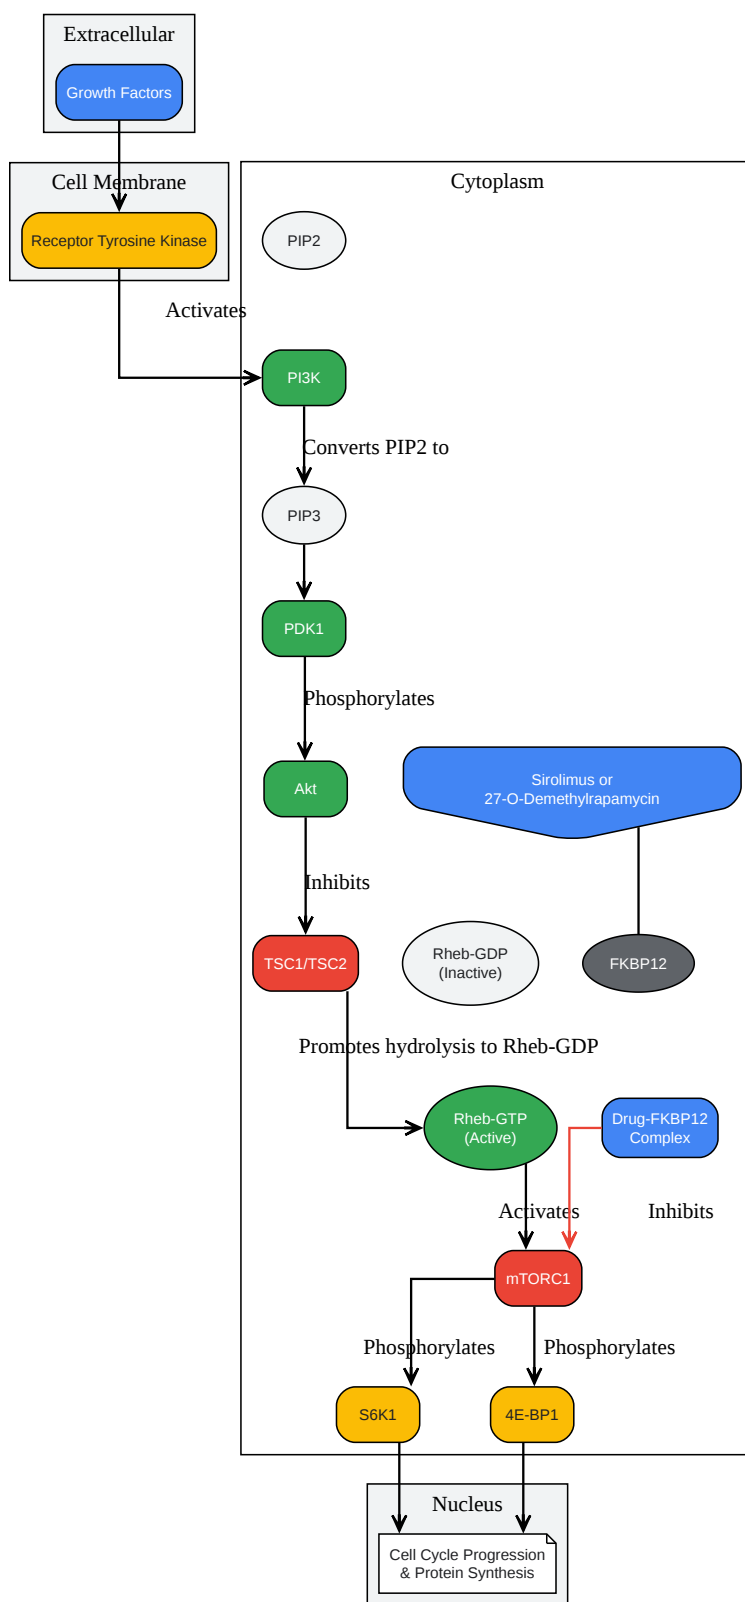 Extracellular
Growth Factors
Cell Membrane
Receptor Tyrosine Kinase
Cytoplasm
PIP2
Activates
PI3K
Converts PIP2 to
PIP3
PDK1
Phosphorylates
Akt
Sirolimus or
27-O-Demethylrapamycin
Inhibits
TSC1/TSC2
Rheb-GDP
(Inactive)
FKBP12
Promotes hydrolysis to Rheb-GDP
Rheb-GTP
(Active)
Drug-FKBP12
Complex
Activates
Inhibits
mTORC1
Phosphorylates
Phosphorylates
S6K1
4E-BP1
Nucleus
Cell Cycle Progression
& Protein Synthesis